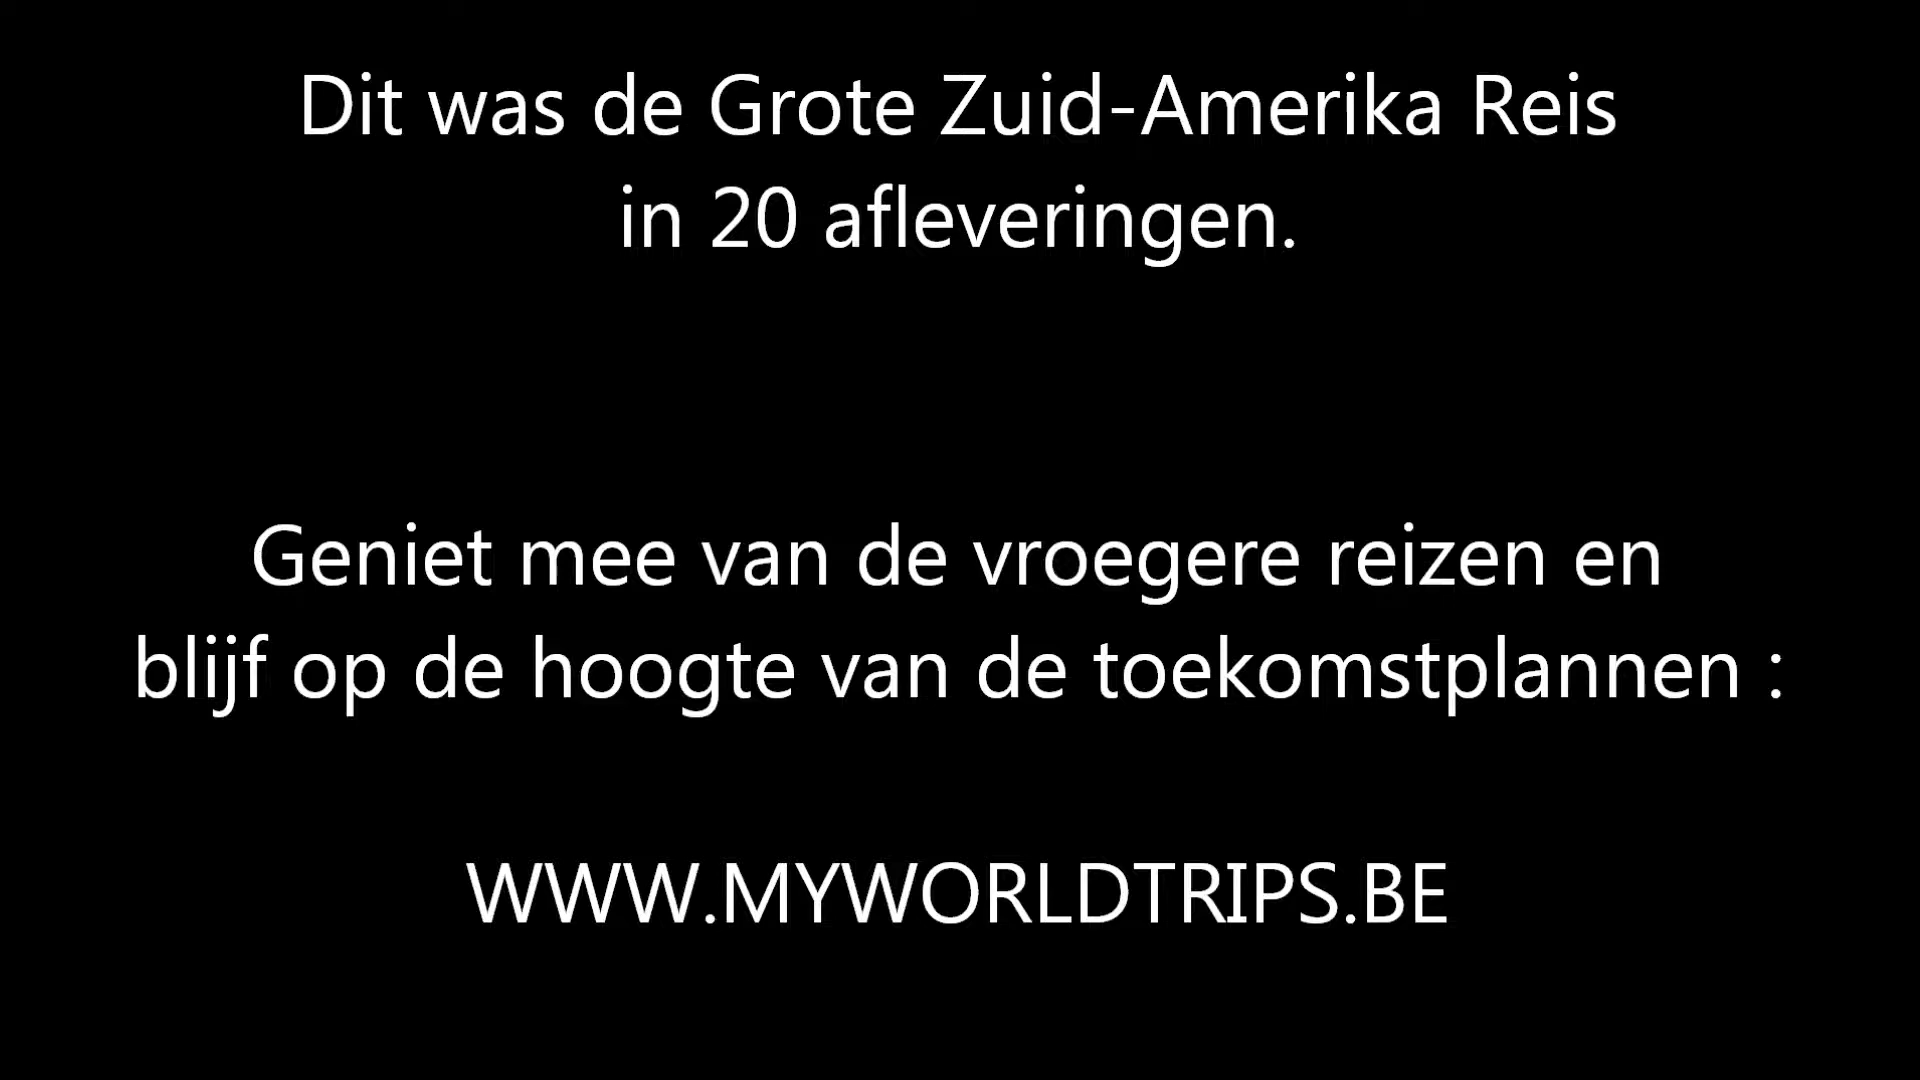 Dit was de Grote Zuid-Amerika Reis
in 20 afleveringen.
Geniet mee van de vroegere reizen en
blijf op de hoogte van de toekomstplannen :
WWW.MYWORLDTRIPS.BE